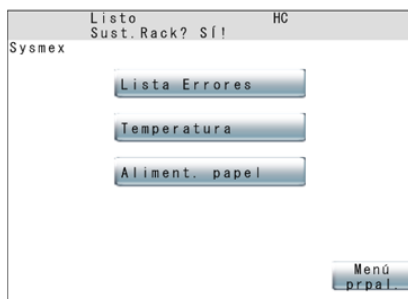 Listo HC
Sust.Rack? SÍ!
Sysmex
Lista Errores
Temperatura
Aliment. papel
Menú
prpal.